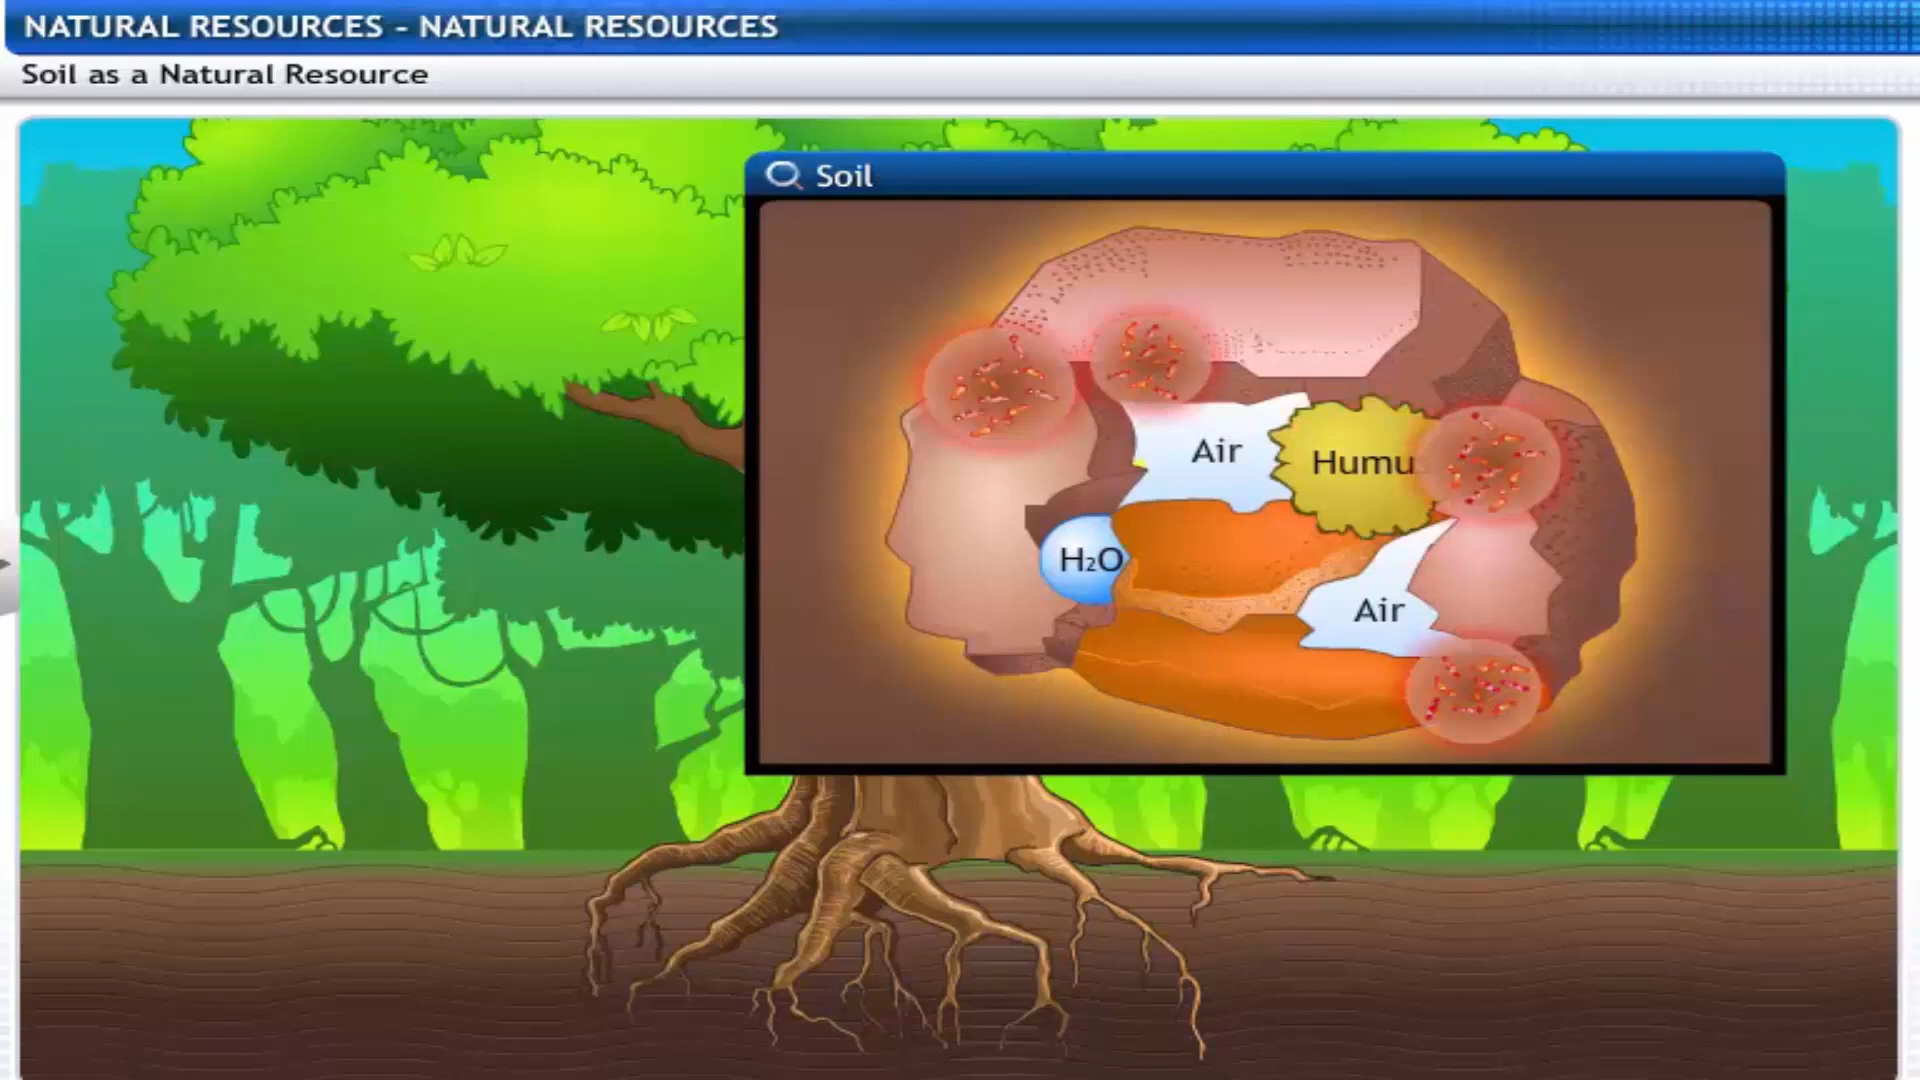 NATURAL RESOURCES - NATURAL RESOURCES
Soil as a Natural Resource
Soil
Air
Humu
H₂O
Air